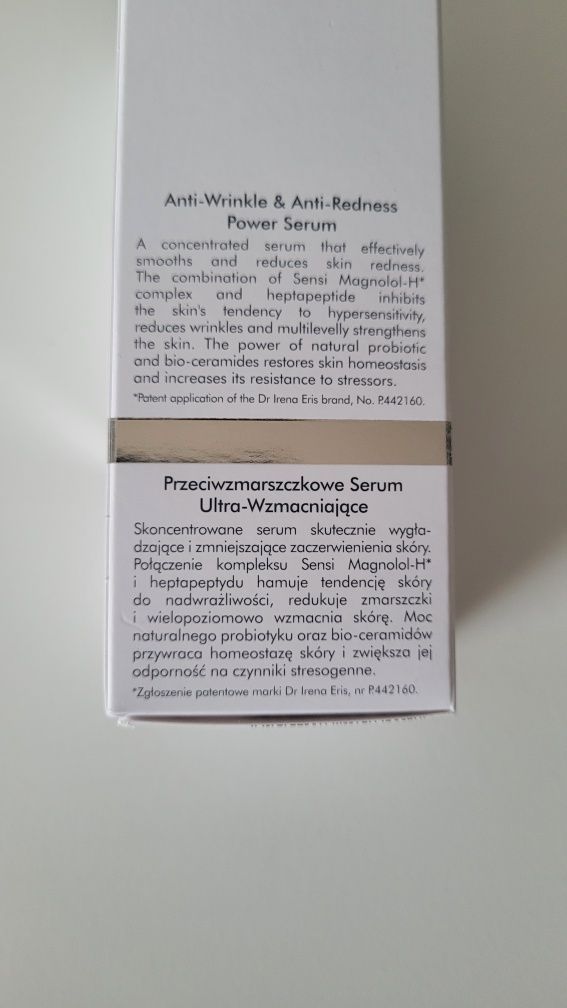 Anti-Wrinkle & Anti-Redness
Power Serum
A concentrated serum that effectively
smooths and reduces skin redness.
The combination of Sensi Magnolol-H*
complex and heptapeptide inhibits
the skin's tendency to hypersensitivity,
reduces wrinkles and multilevelly strengthens
the skin. The power of natural probiotic
and bio-ceramides restores skin homeostasis
and increases its resistance to stressors.
*Patent application of the Dr Irena Eris brand, No. P.442160.
Przeciwzmarszczkowe Serum
Ultra-Wzmacniające
Skoncentrowane serum skutecznie wygła-
dzające i zmniejszające zaczerwienienia skóry.
Połączenie kompleksu Sensi Magnolol-H*
i heptapeptydu hamuje tendencję skóry
do nadwrażliwości, redukuje zmarszczki
i wielopoziomowo wzmacnia skórę. Moc
naturalnego probiotyku oraz bio-ceramidów
przywraca homeostazę skóry i zwiększa jej
odporność na czynniki stresogenne.
*Zgłoszenie patentowe marki Dr Irena Eris, nr P.442160.